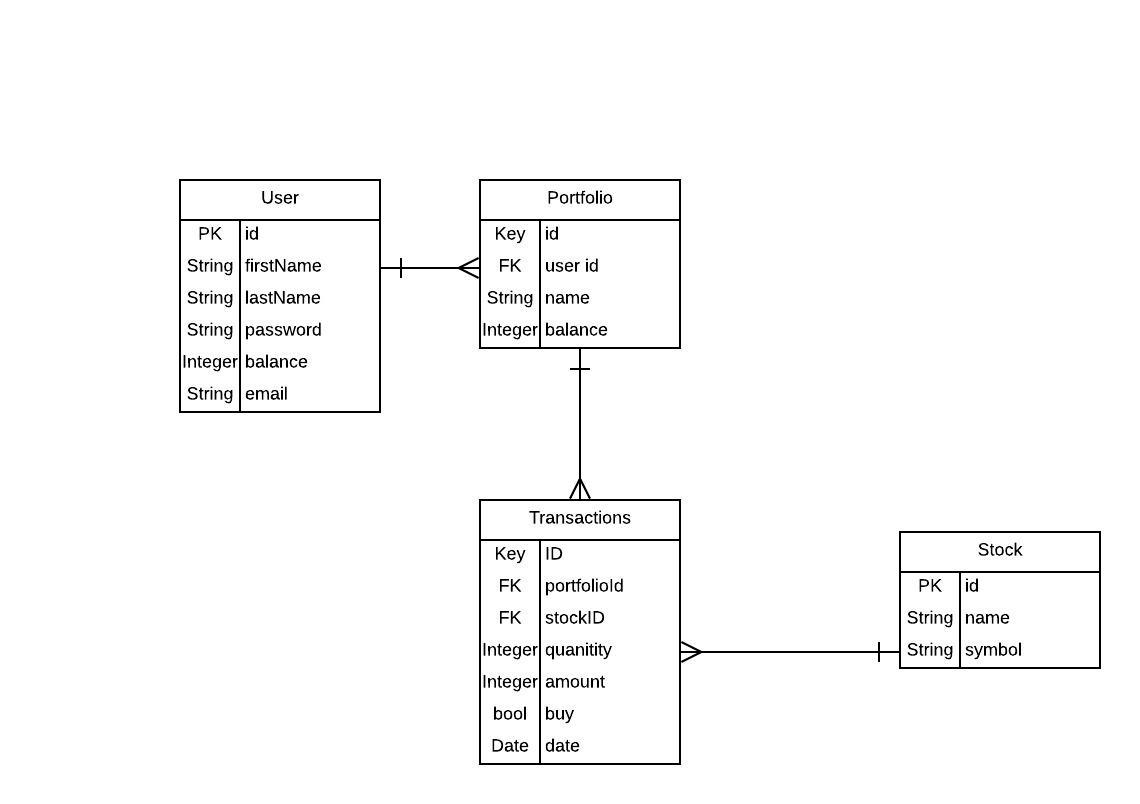 User
PK id
String firstName
String lastName
String password
Integer balance
String email
Portfolio
Key id
FK user id
String name
Integer balance
Transactions
Key ID
FK portfolioId
FK stockID
Integer quanitity
Integer amount
bool buy
Date date
Stock
PK id
String name
String symbol